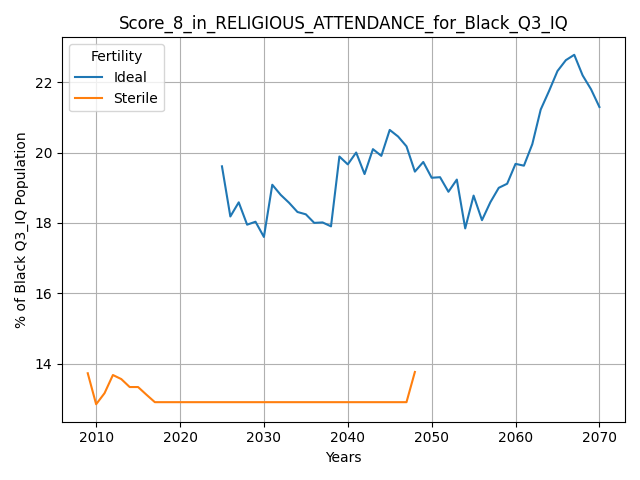 Score_8_in_RELIGIOUS_ATTENDANCE_for_Black_Q3_IQ
Fertility
Ideal
Sterile
% of Black Q3_IQ Population
22
20
18
16
14
2010 2020 2030 2040 2050 2060 2070
Years